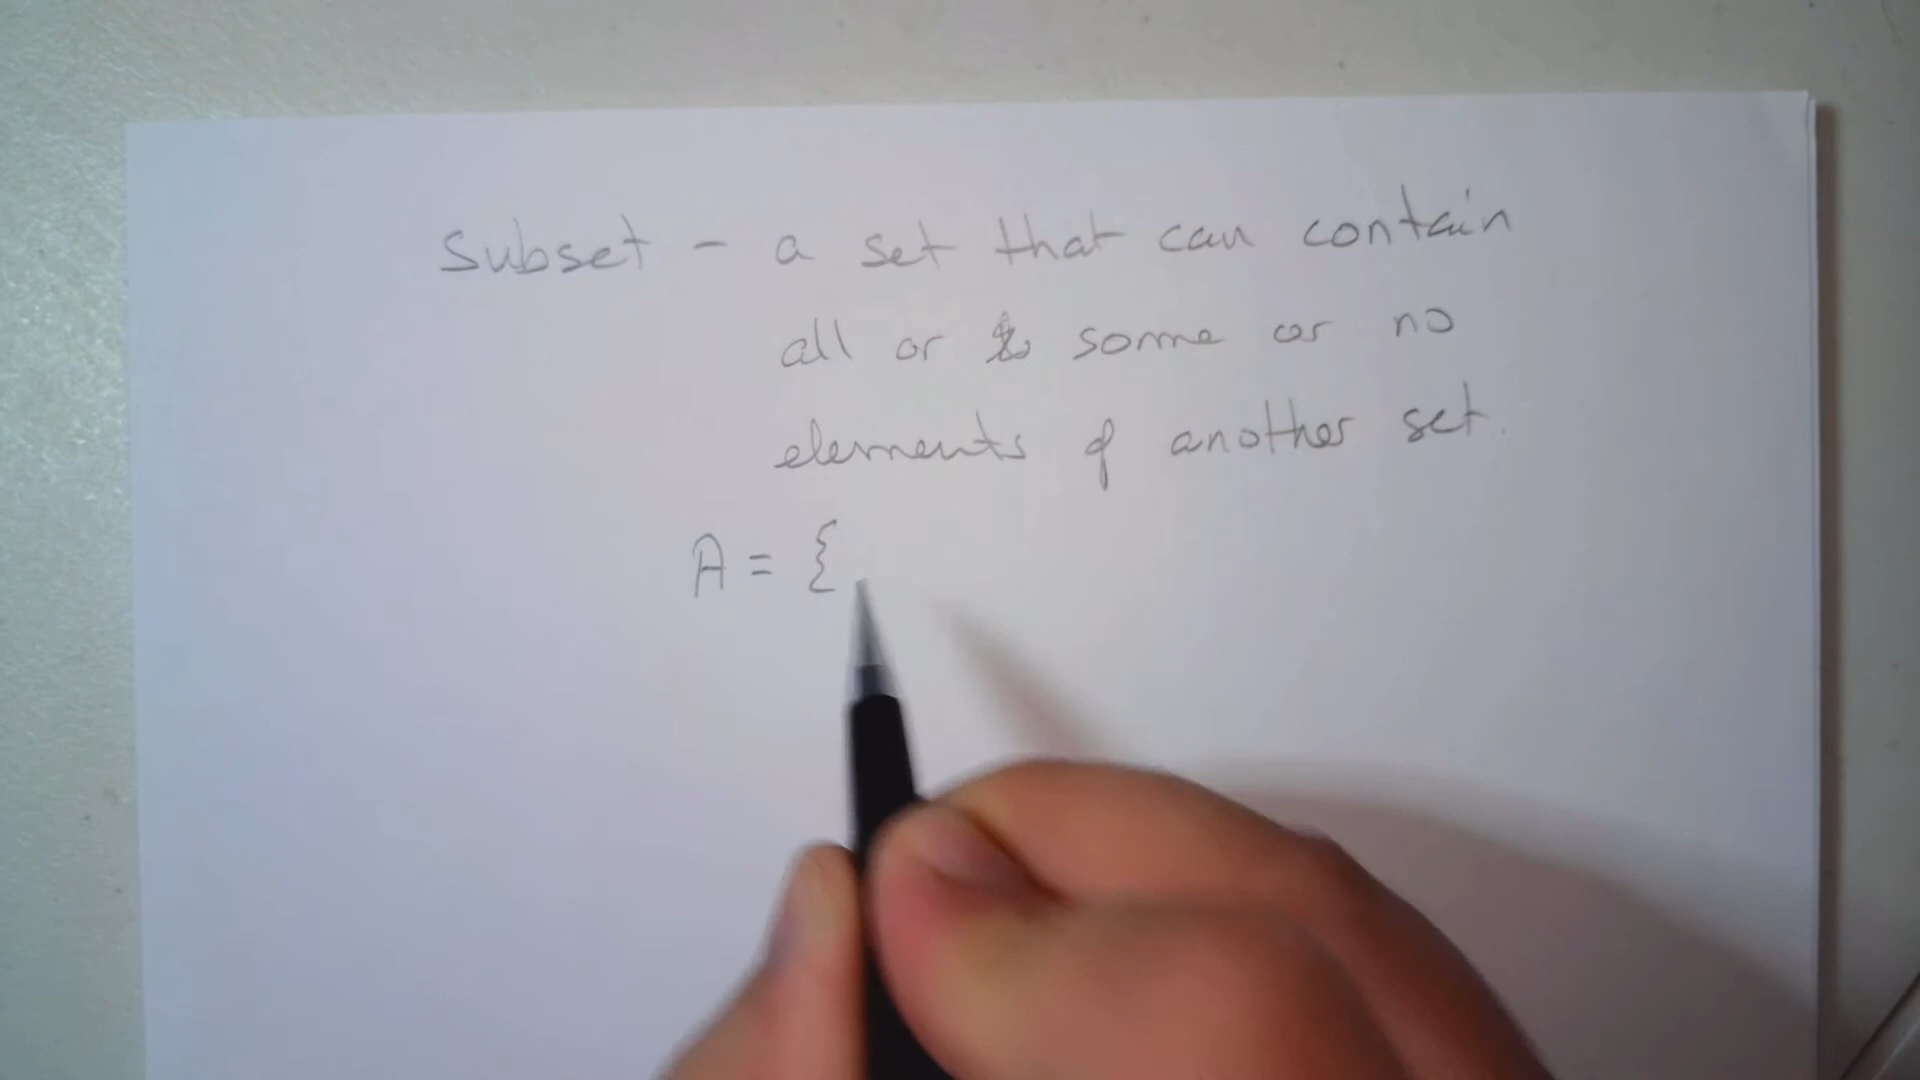 Subset - a set that can contain
all or some or no
elements of another set.
A = {